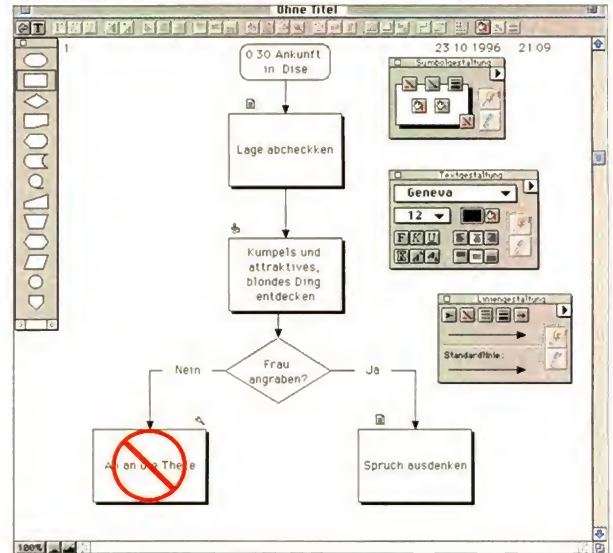 Ohne Titel
T
1
23 10 1996 21:09
0 30 Ankunft
in Dise
Symbolgestaltung
Lage abcheckken
Textgestaltung
Geneva
12
F K U
Kumpels und
attraktives,
blondes Ding
entdecken
Liniengestaltung
Standardlinie:
Nein
Frau
angraben?
Ja
Ab an die Theke
Spruch ausdenken
100%